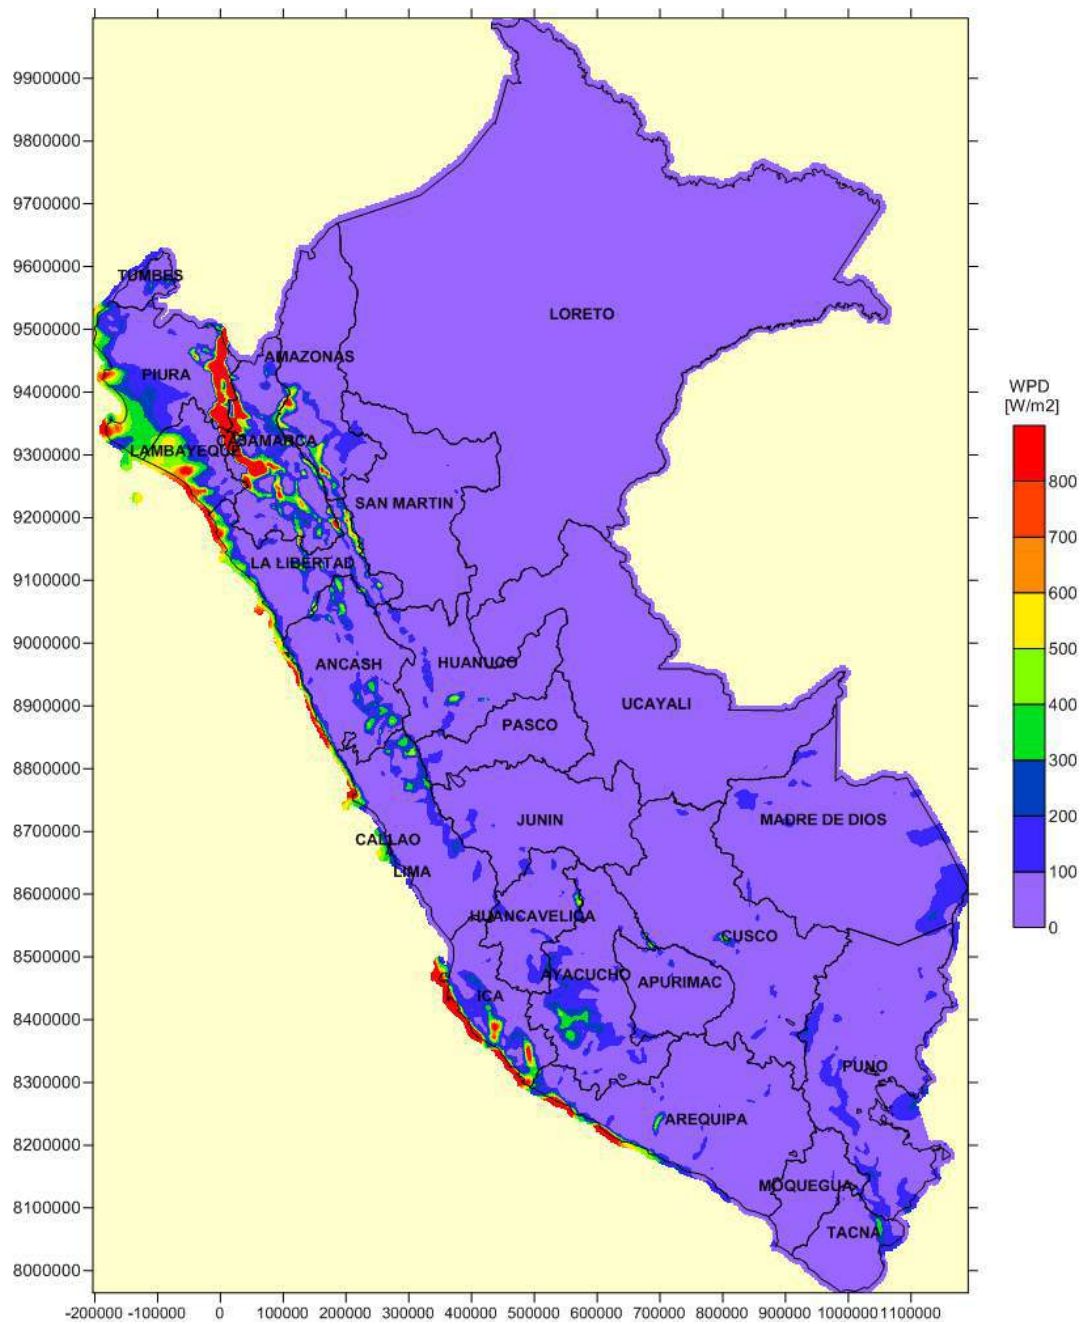 9900000
9800000
9700000
9600000
9500000
9400000
9300000
9200000
9100000
9000000
8900000
8800000
8700000
8600000
8500000
8400000
8300000
8200000
8100000
8000000
-200000 -100000 0 100000 200000 300000 400000 500000 600000 700000 800000 900000 1000000 1100000
TUMBES
LORETO
AMAZONAS
PIURA
CAJAMARCA
LAMBAYEQUE
SAN MARTIN
LA LIBERTAD
ANCASH
HUANUCO
UCAYALI
PASCO
JUNIN
MADRE DE DIOS
CALLAO
LIMA
HUANCAVELICA
CUSCO
AYACUCHO
APURIMAC
ICA
PUNO
AREQUIPA
MOQUEGUA
TACNA
WPD
[W/m2]
800
700
600
500
400
300
200
100
0